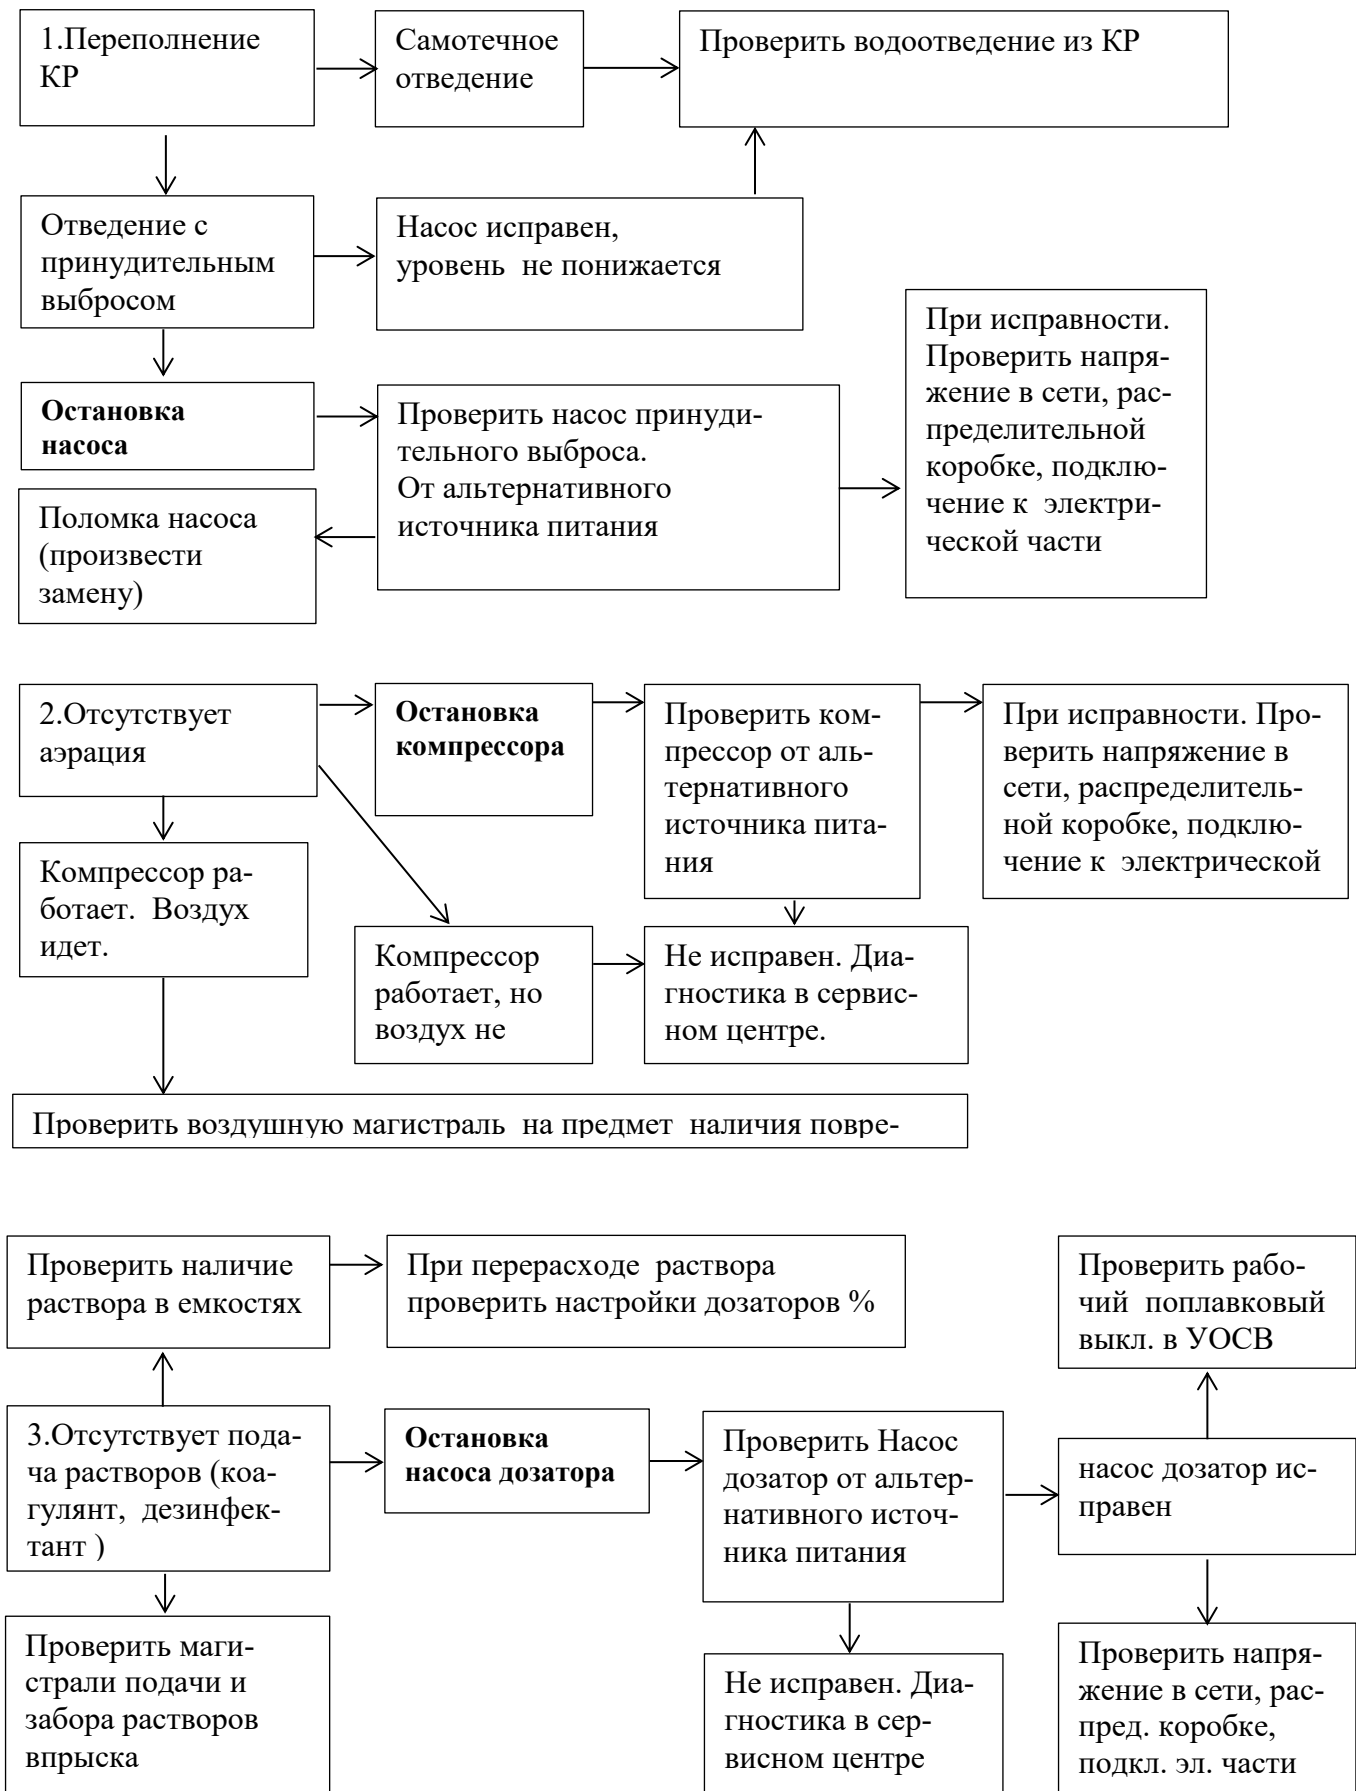 1.Переполнение
КР
Самотечное
отведение
Проверить водоотведение из КР
Отведение с
принудительным
выбросом
Насос исправен,
уровень не понижается
Остановка
насоса
Проверить насос принуди-
тельного выброса.
От альтернативного
источника питания
При исправности.
Проверить напря-
жение в сети, рас-
пределительной
коробке, подклю-
чение к электри-
ческой части
Поломка насоса
(произвести
замену)
2.Отсутствует
аэрация
Остановка
компрессора
Проверить ком-
прессор от аль-
тернативного
источника пита-
ния
При исправности. Про-
верить напряжение в
сети, распределитель-
ной коробке, подклю-
чение к электрической
Компрессор ра-
ботает. Воздух
идет.
Компрессор
работает, но
воздух не
Не исправен. Диа-
гностика в сервис-
ном центре.
Проверить воздушную магистраль на предмет наличия повре-
Проверить наличие
раствора в емкостях
При перерасходе раствора
проверить настройки дозаторов %
Проверить рабо-
чий поплавковый
выкл. в УОСВ
3.Отсутствует пода-
ча растворов (коа-
гулянт, дезинфек-
тант )
Остановка
насоса дозатора
Проверить Насос
дозатор от альтер-
нативного источ-
ника питания
насос дозатор ис-
правен
Проверить маги-
страли подачи и
забора растворов
впрыска
Не исправен. Диа-
гностика в сер-
висном центре
Проверить напря-
жение в сети, рас-
пред. коробке,
подкл. эл. части